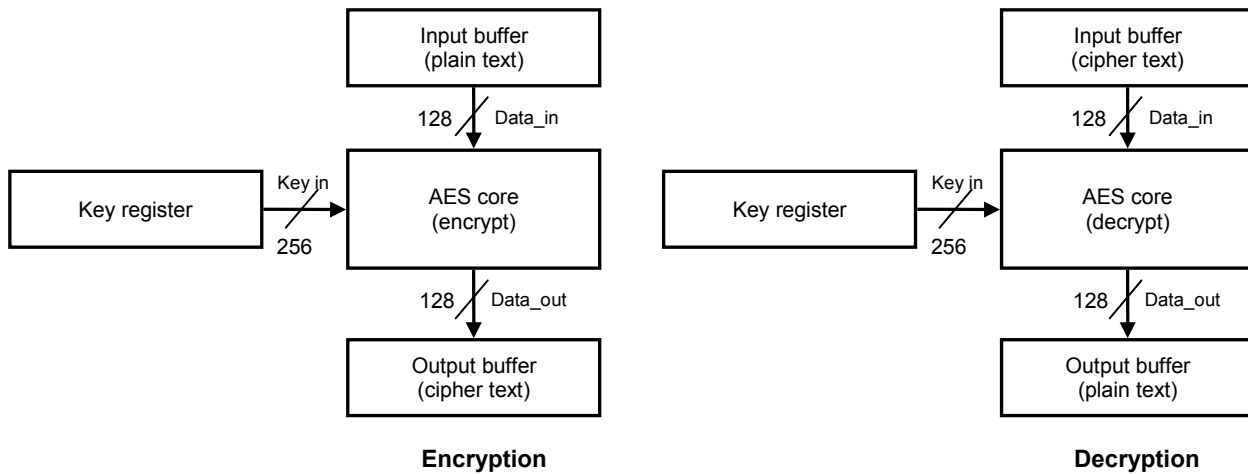 Input buffer
(plain text)
128 Data_in
Key register
Key in
256
AES core
(encrypt)
128 Data_out
Output buffer
(cipher text)
Encryption
Input buffer
(cipher text)
128 Data_in
Key register
Key in
256
AES core
(decrypt)
128 Data_out
Output buffer
(plain text)
Decryption